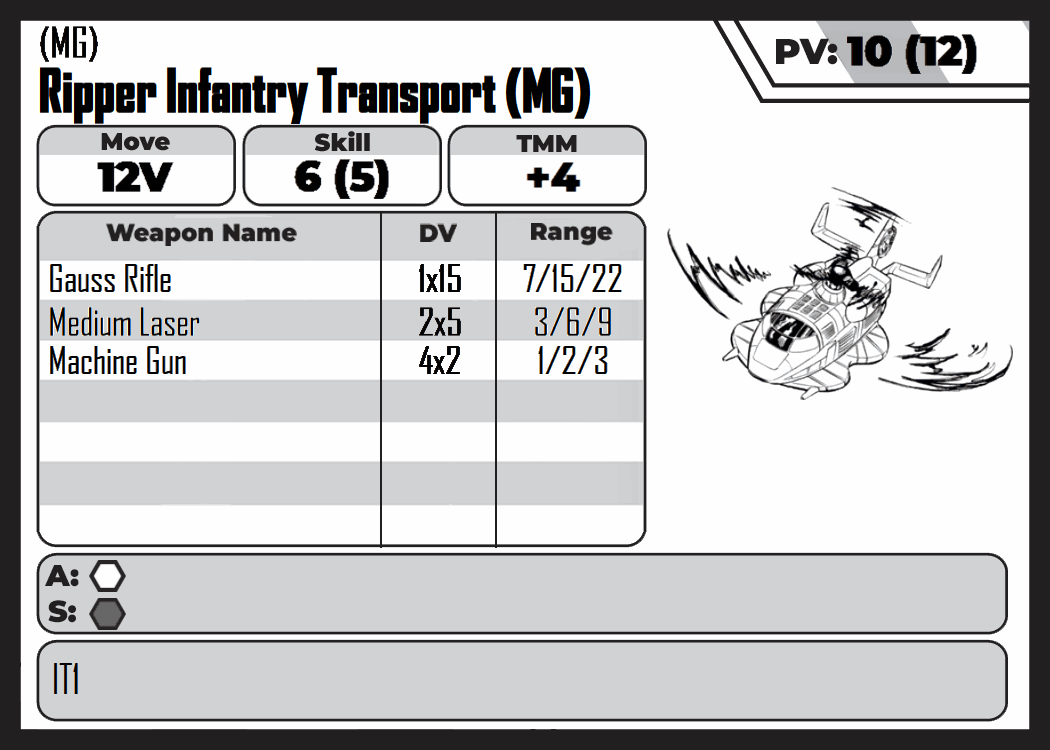 (MG)
Ripper Infantry Transport (MG)
PV: 10 (12)
Move Skill TMM
12V 6 (5) +4
Weapon Name DV Range
Gauss Rifle 1x15 7/15/22
Medium Laser 2x5 3/6/9
Machine Gun 4x2 1/2/3
A:
S:
IT1